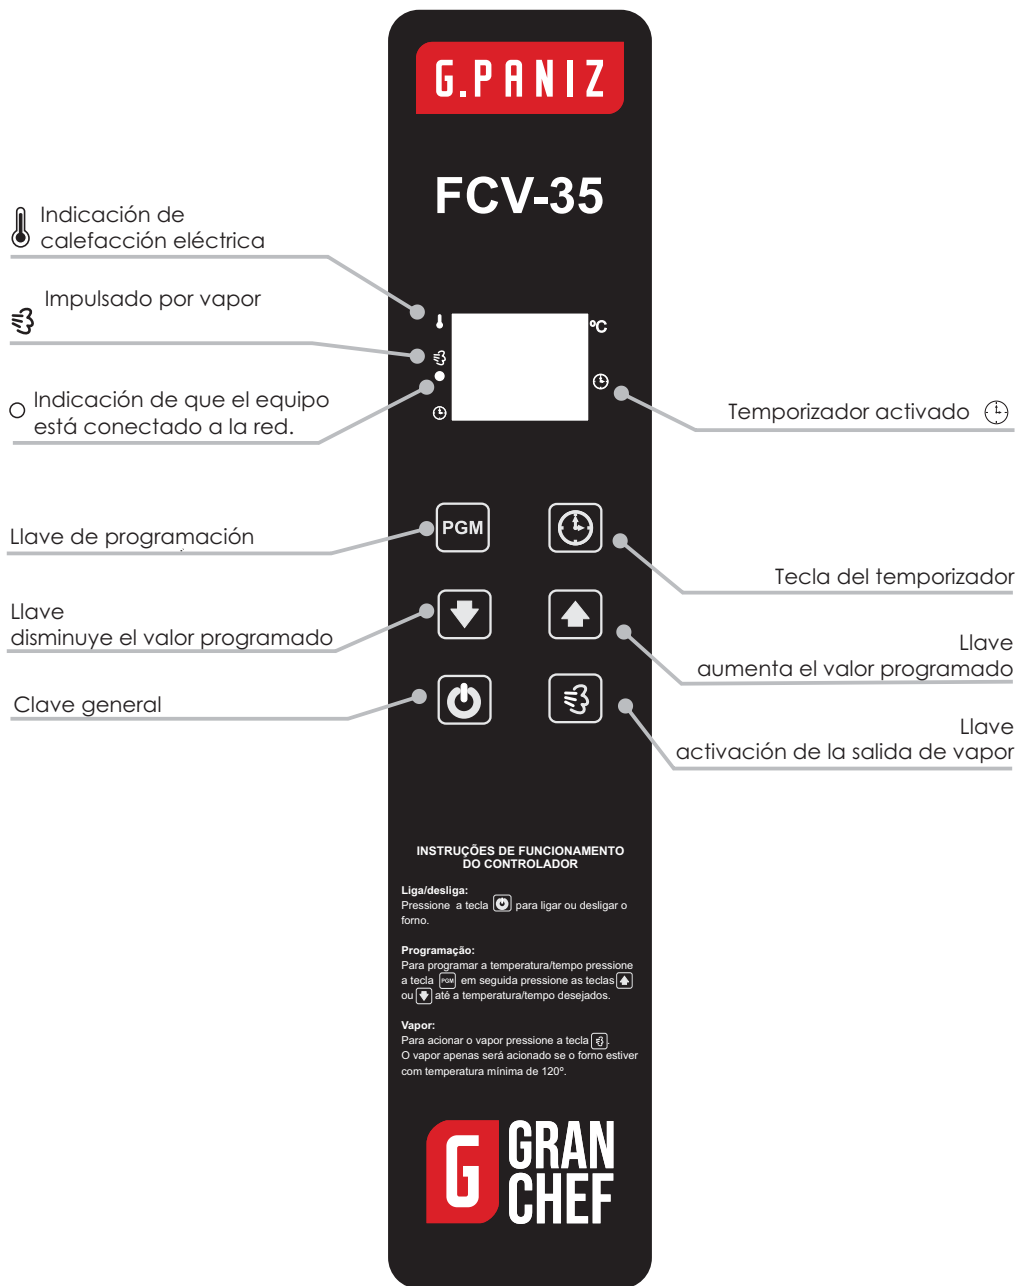 G.PANIZ
FCV-35
Indicación de
calefacción eléctrica
Impulsado por vapor
Indicación de que el equipo
está conectado a la red.
ºC
Temporizador activado
Llave de programación
PGM
Tecla del temporizador
Llave
disminuye el valor programado
Llave
aumenta el valor programado
Clave general
Llave
activación de la salida de vapor
INSTRUÇÕES DE FUNCIONAMENTO
DO CONTROLADOR
Liga/desliga:
Pressione a tecla para ligar ou desligar o
forno.
Programação:
Para programar a temperatura/tempo pressione
a tecla PGM em seguida pressione as teclas
ou até a temperatura/tempo desejados.
Vapor:
Para acionar o vapor pressione a tecla .
O vapor apenas será acionado se o forno estiver
com temperatura mínima de 120º.
G GRAN
CHEF